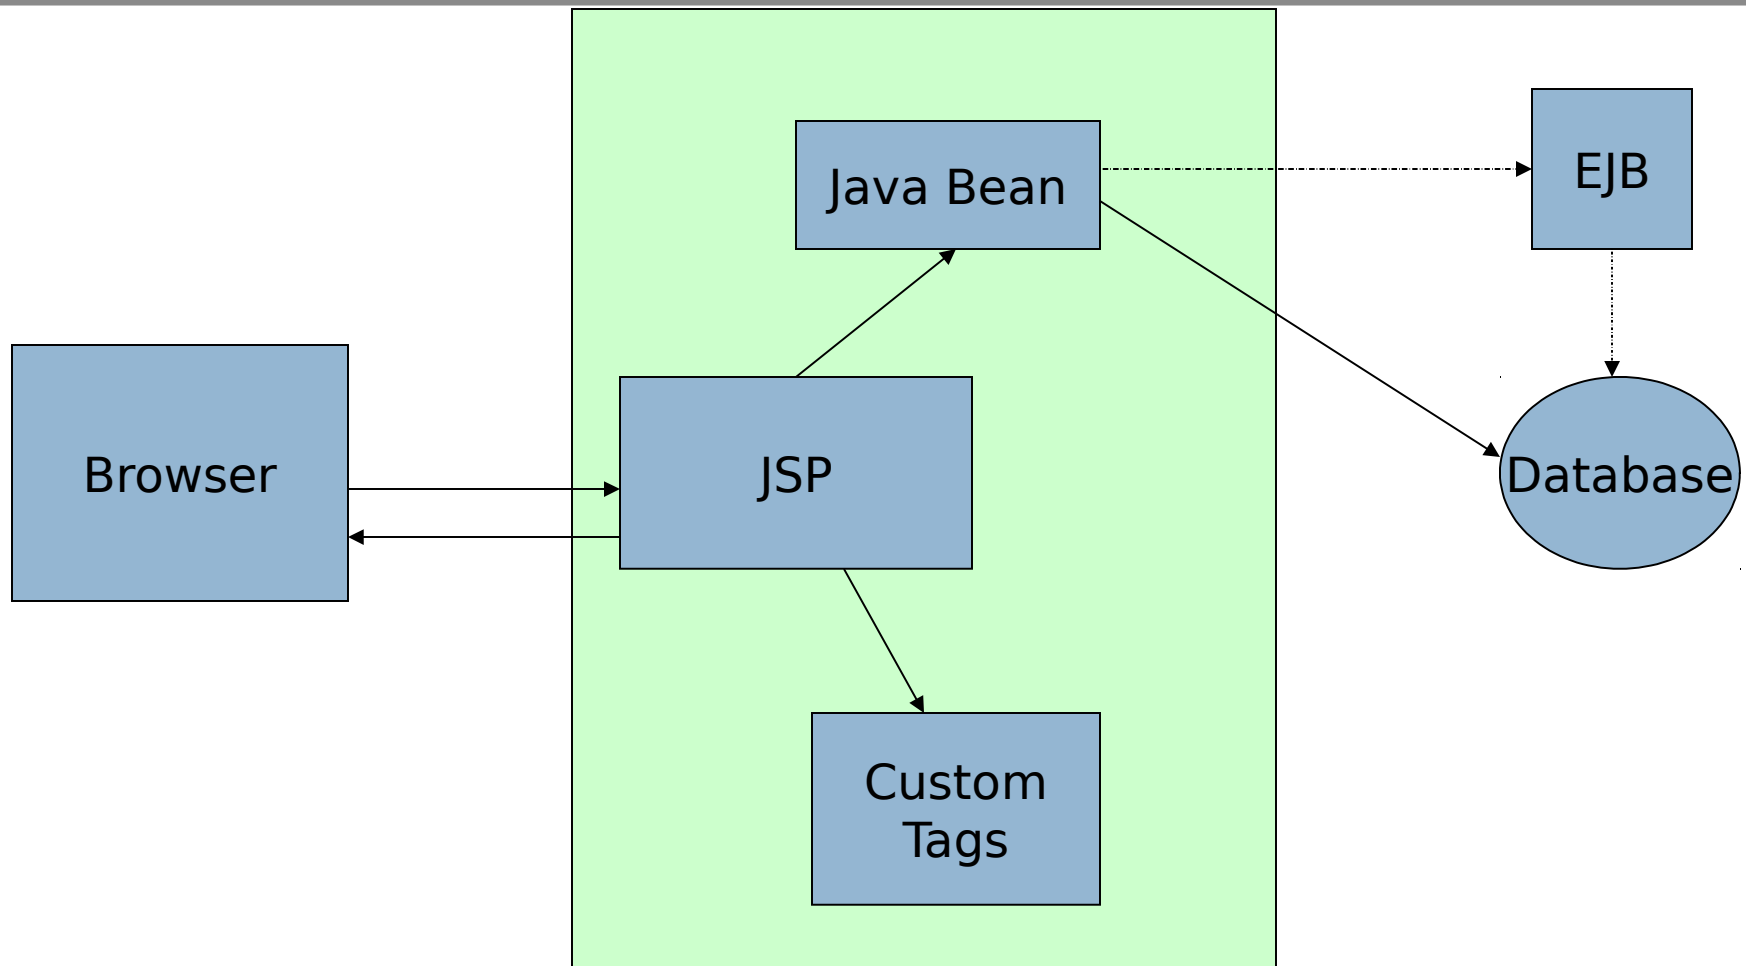 Java Bean
EJB
Browser
JSP
Database
Custom
Tags